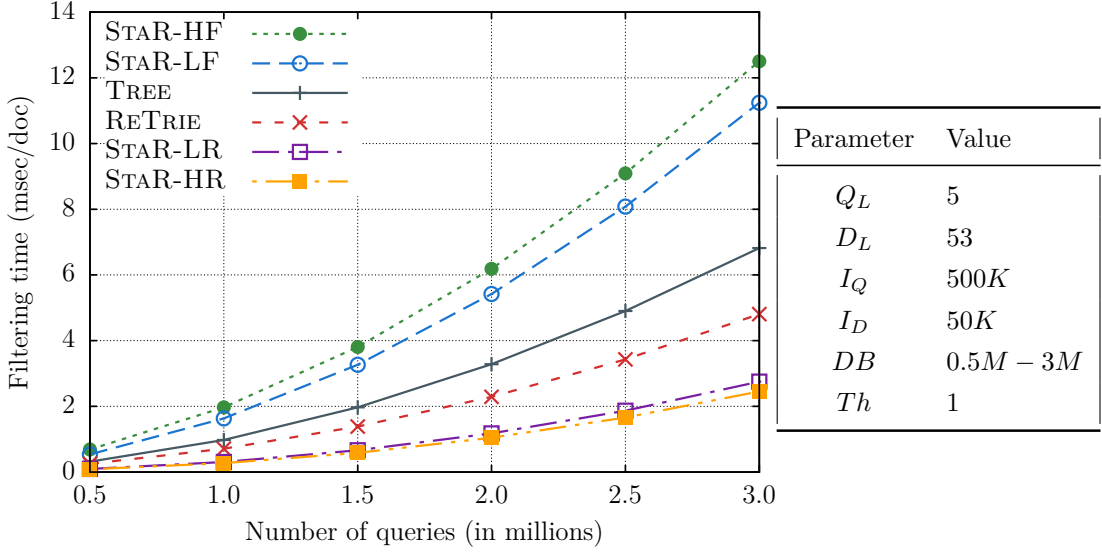 14
12
10
8
6
4
2
0
Filtering time (msec/doc)
STAR-HF
STAR-LF
TREE
RETRIE
STAR-LR
STAR-HR
0.5 1.0 1.5 2.0 2.5 3.0
Number of queries (in millions)
Parameter Value
Q_L 5
D_L 53
I_Q 500K
I_D 50K
DB 0.5M − 3M
Th 1